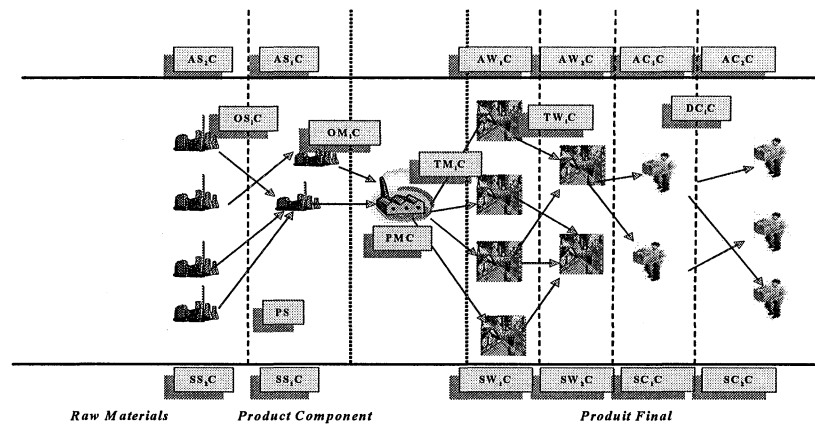 AS₂C AS₁C AW₁C AW₂C AC₁C AC₂C
OS₁C
OM₁C
TM₁C
TW₁C
DC₁C
PMC
PS
SS₂C SS₁C SW₁C SW₂C SC₁C SC₂C
Raw Materials Product Component Produit Final